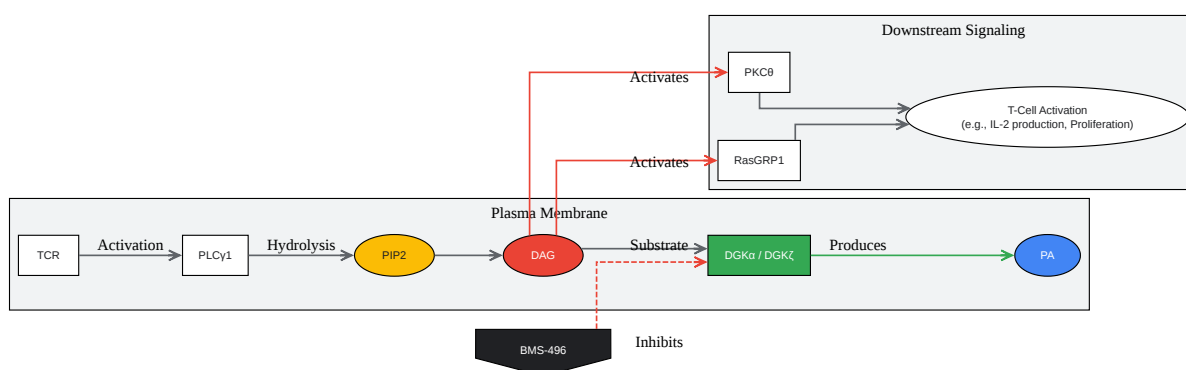 Downstream Signaling
Activates
PKCθ
T-Cell Activation
(e.g., IL-2 production, Proliferation)
Activates
RasGRP1
Plasma Membrane
TCR
Activation
PLCγ1
Hydrolysis
PIP2
DAG
Substrate
DGKα / DGKζ
Produces
PA
BMS-496
Inhibits